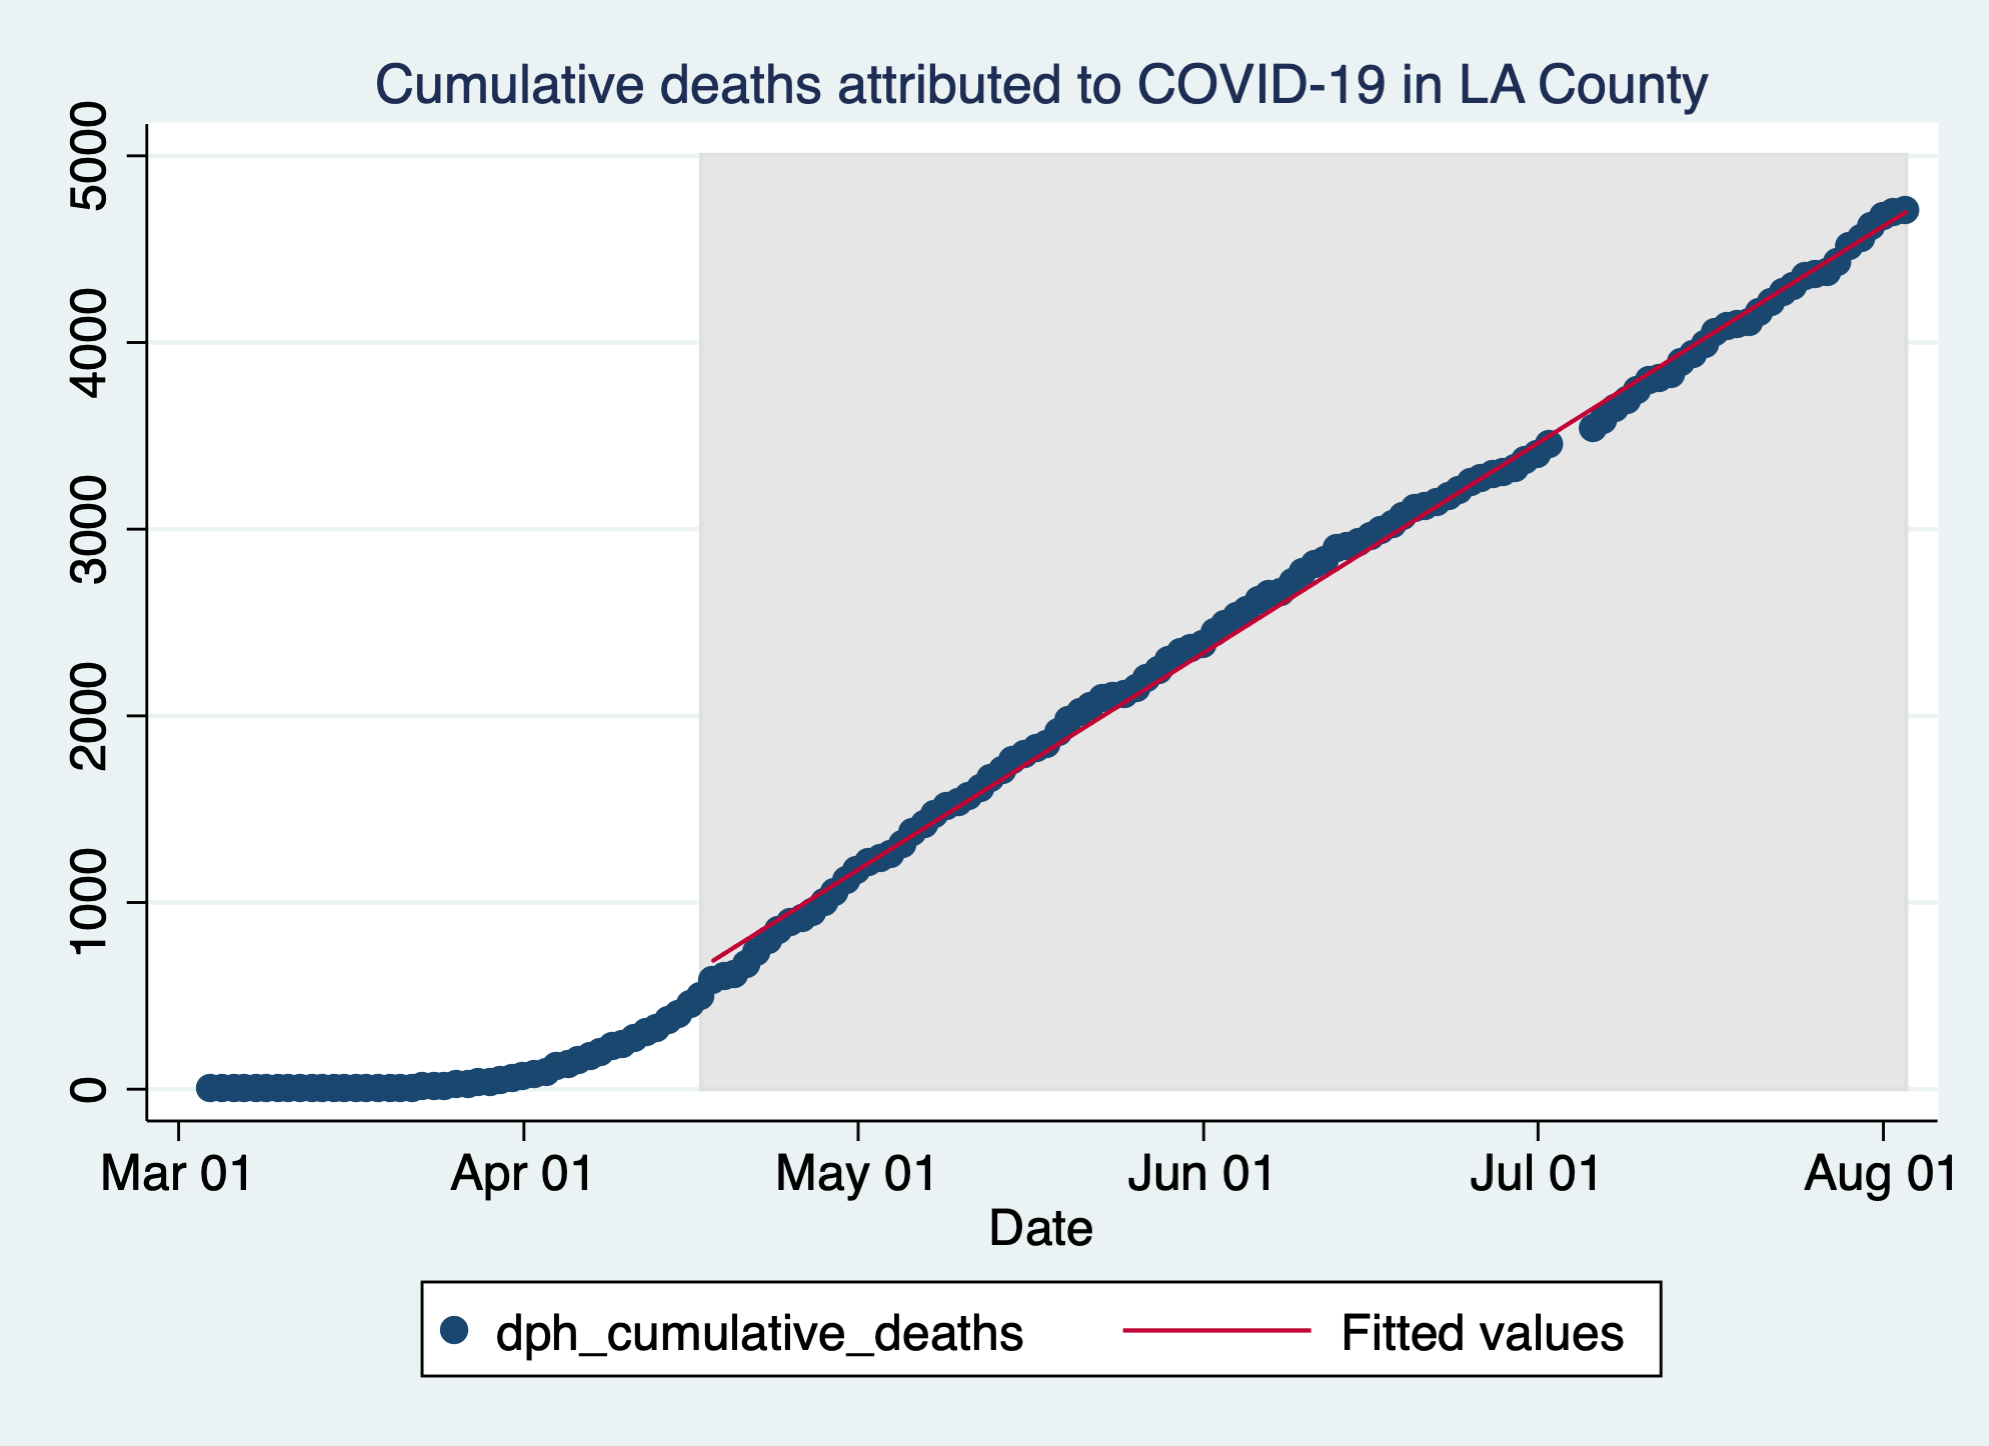 Cumulative deaths attributed to COVID-19 in LA County
5000
4000
3000
2000
1000
0
Mar 01 Apr 01 May 01 Jun 01 Jul 01 Aug 01
Date
dph_cumulative_deaths Fitted values